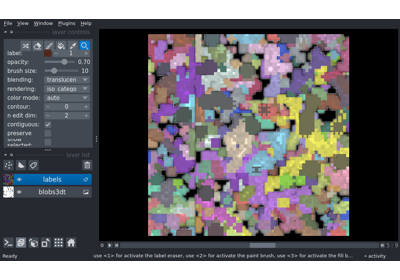 File View Window Plugins Help
layer controls
label: 1
opacity: 0.70
brush size: 10
blending: translucen
rendering: iso_catego
color mode: auto
contour: 0
n edit dim: 2
contiguous:
preserve
selected:
layer list
labels
blobs3dt
Ready
use <1> for activate the label eraser, use <2> for activate the paint brush, use <3> for activate the fill b...
activity